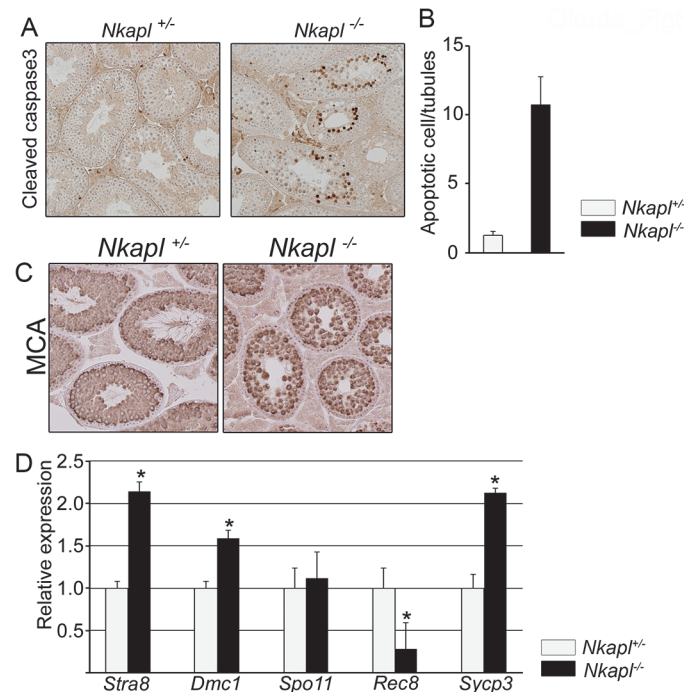 A
Nkapl +/-
Nkapl -/-
Cleaved caspase3
B
15
10
5
0
Apoptotic cell/tubules
Nkapl+/-
Nkapl-/-
C
Nkapl +/-
Nkapl -/-
MCA
D
2.5
2.0
1.5
1.0
0.5
Relative expression
*
*
*
*
Stra8 Dmc1 Spo11 Rec8 Sycp3
Nkapl+/-
Nkapl-/-